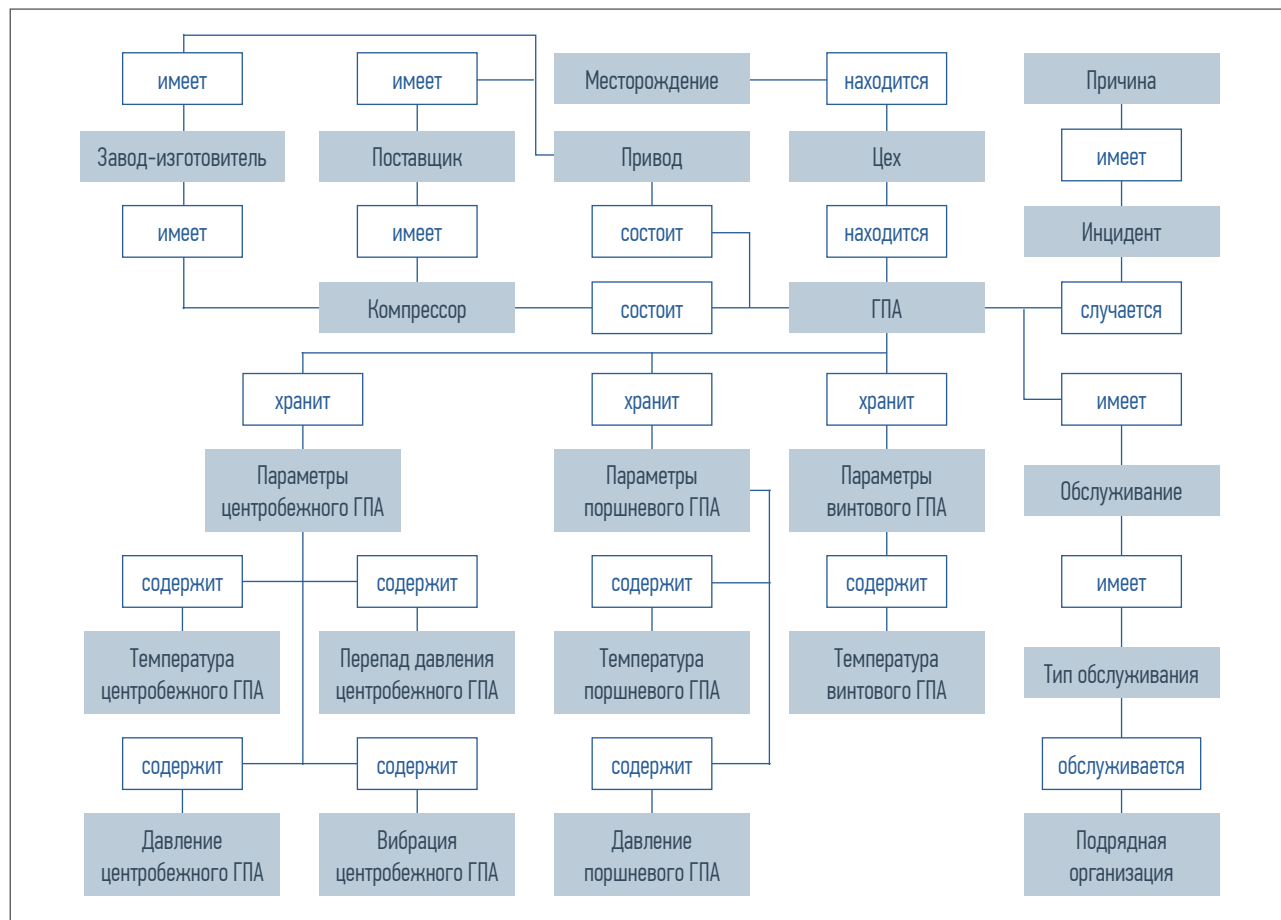 имеет
имеет
Месторождение
находится
Причина
Завод-изготовитель
Поставщик
Привод
Цех
имеет
имеет
имеет
состоит
находится
Инцидент
Компрессор
состоит
ГПА
случается
хранит
хранит
хранит
имеет
Параметры
центробежного ГПА
Параметры
поршневого ГПА
Параметры
винтового ГПА
Обслуживание
содержит
содержит
содержит
содержит
имеет
Температура
центробежного ГПА
Перепад давления
центробежного ГПА
Температура
поршневого ГПА
Температура
винтового ГПА
Тип обслуживания
содержит
содержит
содержит
обслуживается
Давление
центробежного ГПА
Вибрация
центробежного ГПА
Давление
поршневого ГПА
Подрядная
организация